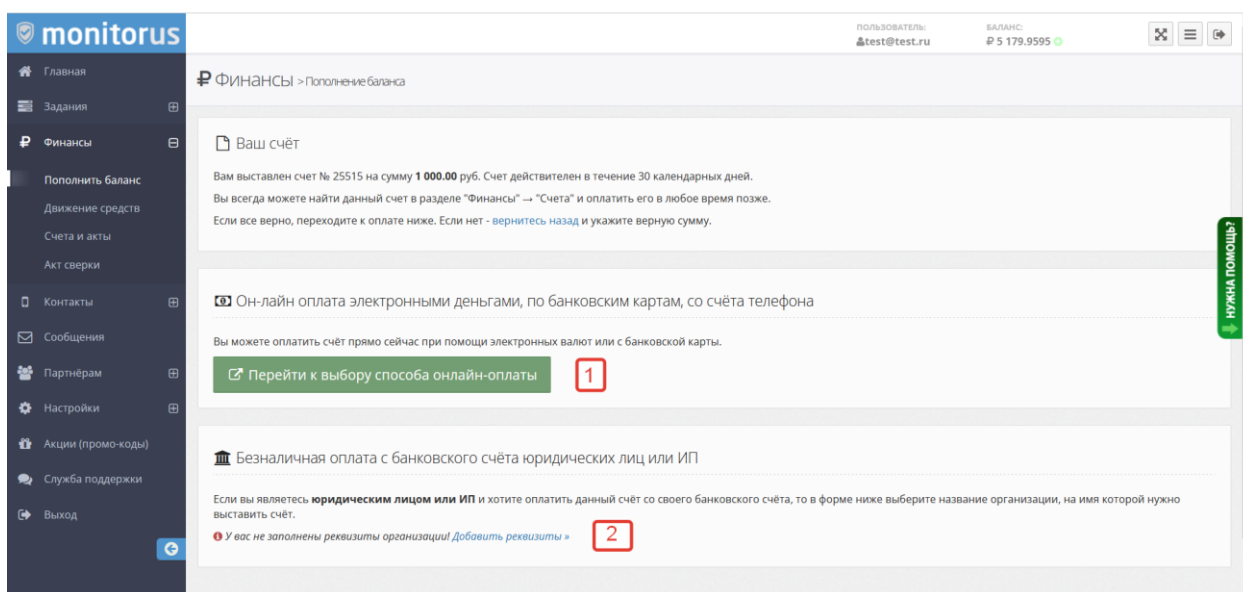 monitorus
ПОЛЬЗОВАТЕЛЬ:
test@test.ru
БАЛАНС:
₽ 5 179.9595
Главная
Задания
Финансы
Пополнить баланс
Движение средств
Счета и акты
Акт сверки
Контакты
Сообщения
Партнёрам
Настройки
Акции (промо-коды)
Служба поддержки
Выход
₽ Финансы > Пополнение баланса
Ваш счёт
Вам выставлен счет № 25515 на сумму 1 000.00 руб. Счет действителен в течение 30 календарных дней.
Вы всегда можете найти данный счет в разделе "Финансы" → "Счета" и оплатить его в любое время позже.
Если все верно, переходите к оплате ниже. Если нет - вернитесь назад и укажите верную сумму.
Он-лайн оплата электронными деньгами, по банковским картам, со счёта телефона
Вы можете оплатить счёт прямо сейчас при помощи электронных валют или с банковской карты.
Перейти к выбору способа онлайн-оплаты
1
Безналичная оплата с банковского счёта юридических лиц или ИП
Если вы являетесь юридическим лицом или ИП и хотите оплатить данный счёт со своего банковского счёта, то в форме ниже выберите название организации, на имя которой нужно
выставить счёт.
У вас не заполнены реквизиты организации! Добавить реквизиты »
2
НУЖНА ПОМОЩЬ?